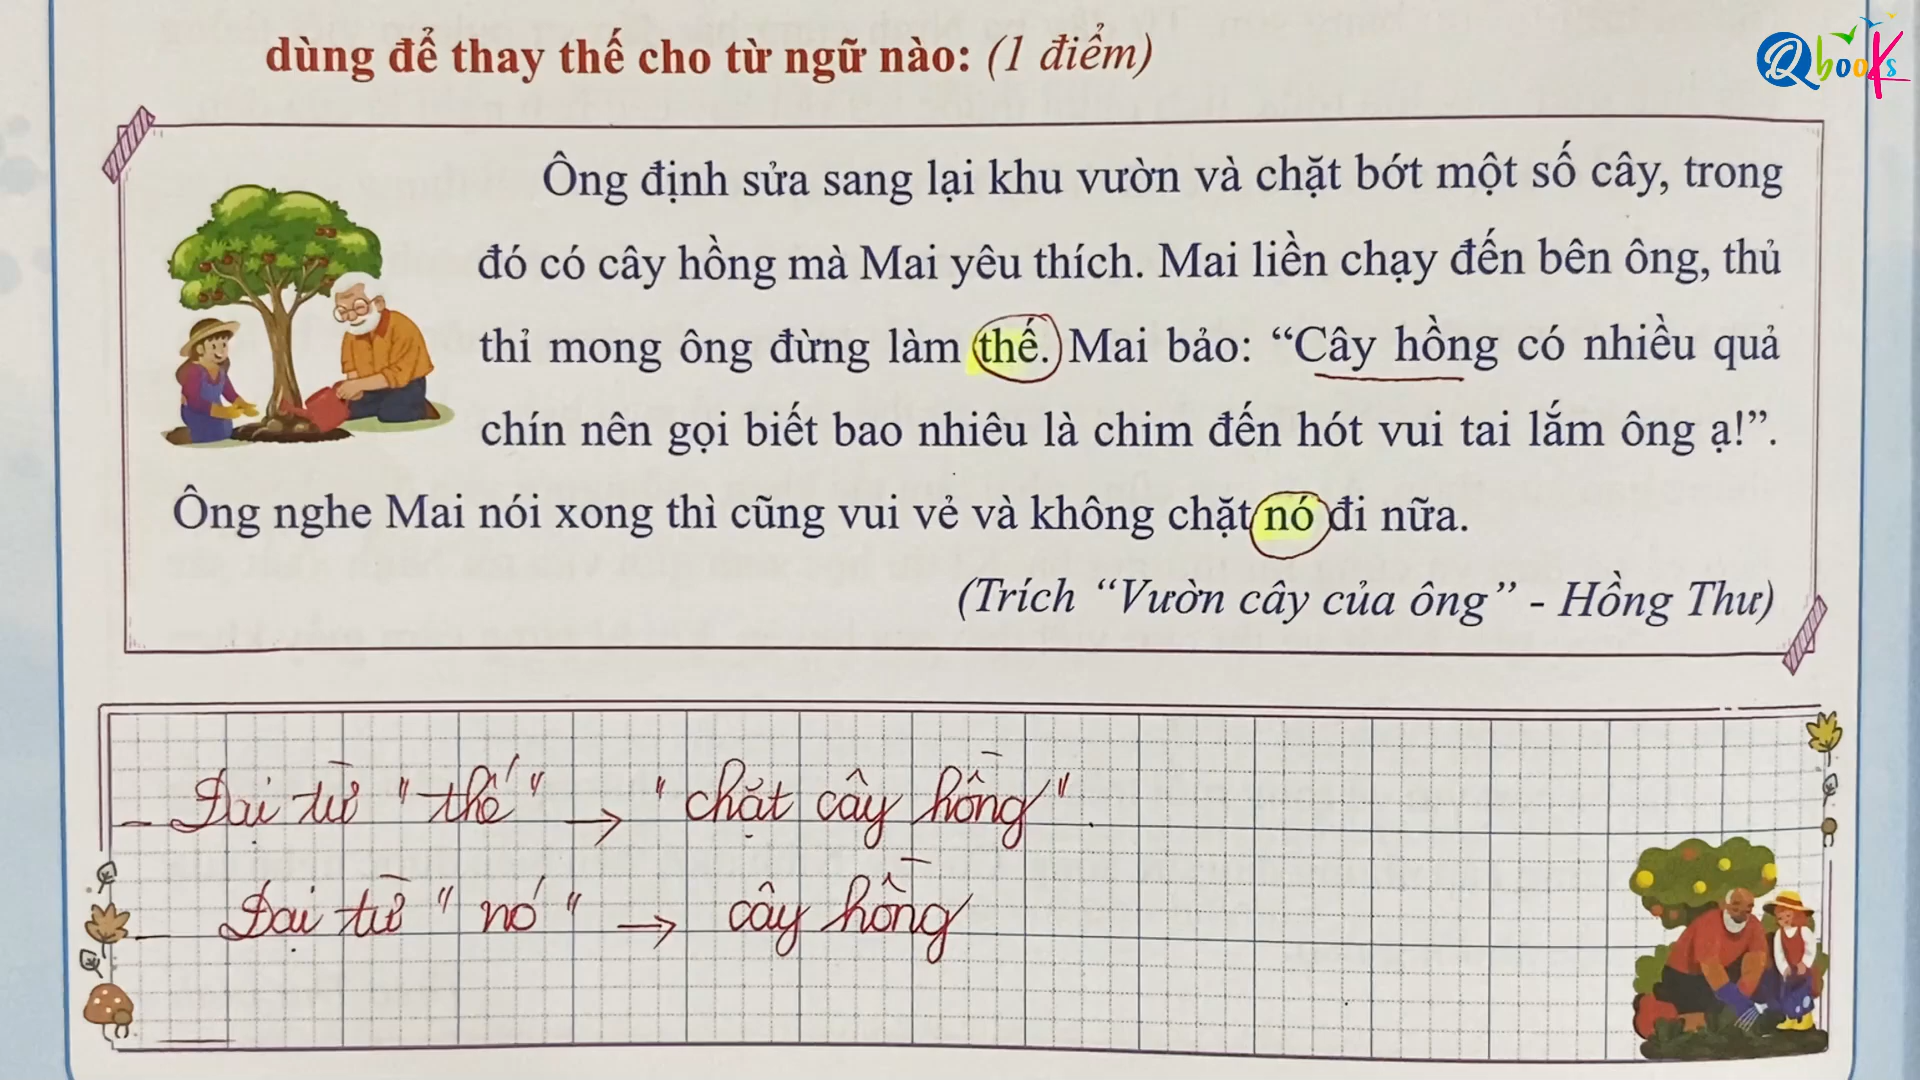 Qbooks
dùng để thay thế cho từ ngữ nào: (1 điểm)
Ông định sửa sang lại khu vườn và chặt bớt một số cây, trong
đó có cây hồng mà Mai yêu thích. Mai liền chạy đến bên ông, thủ
thỉ mong ông đừng làm thế. Mai bảo: “Cây hồng có nhiều quả
chín nên gọi biết bao nhiêu là chim đến hót vui tai lắm ông ạ!”.
Ông nghe Mai nói xong thì cũng vui vẻ và không chặt nó đi nữa.
(Trích “Vườn cây của ông” - Hồng Thư)
- Đại từ "thế" → "chặt cây hồng".
- Đại từ "nó" → cây hồng